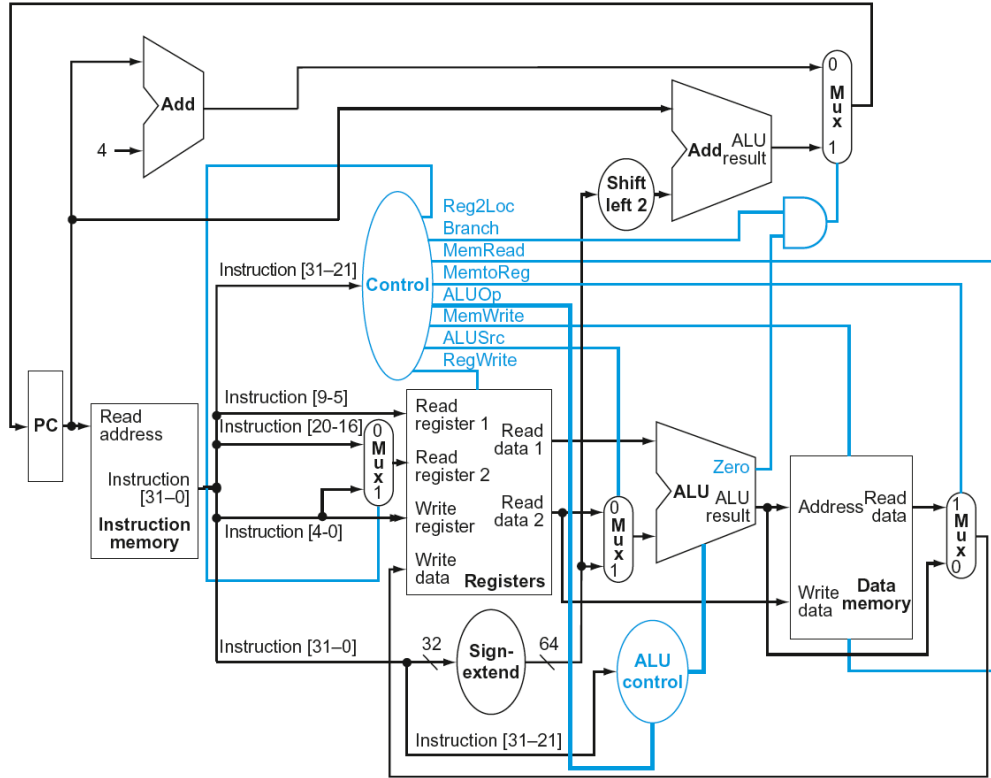 Add
4
0
M
u
x
1
Add
ALU
result
Shift
left 2
Reg2Loc
Branch
MemRead
MemtoReg
ALUOp
MemWrite
ALUSrc
RegWrite
Control
Instruction [31–21]
PC
Read
address
Instruction
[31–0]
Instruction
memory
Instruction [9-5]
Instruction [20-16]
Instruction [4-0]
0
M
u
x
1
Read
register 1
Read
register 2
Write
register
Write
data
Read
data 1
Read
data 2
Registers
0
M
u
x
1
Zero
ALU
ALU
result
Address
Read
data
Write
data
Data
memory
1
M
u
x
0
Instruction [31–0]
32
Sign-
extend
64
ALU
control
Instruction [31–21]